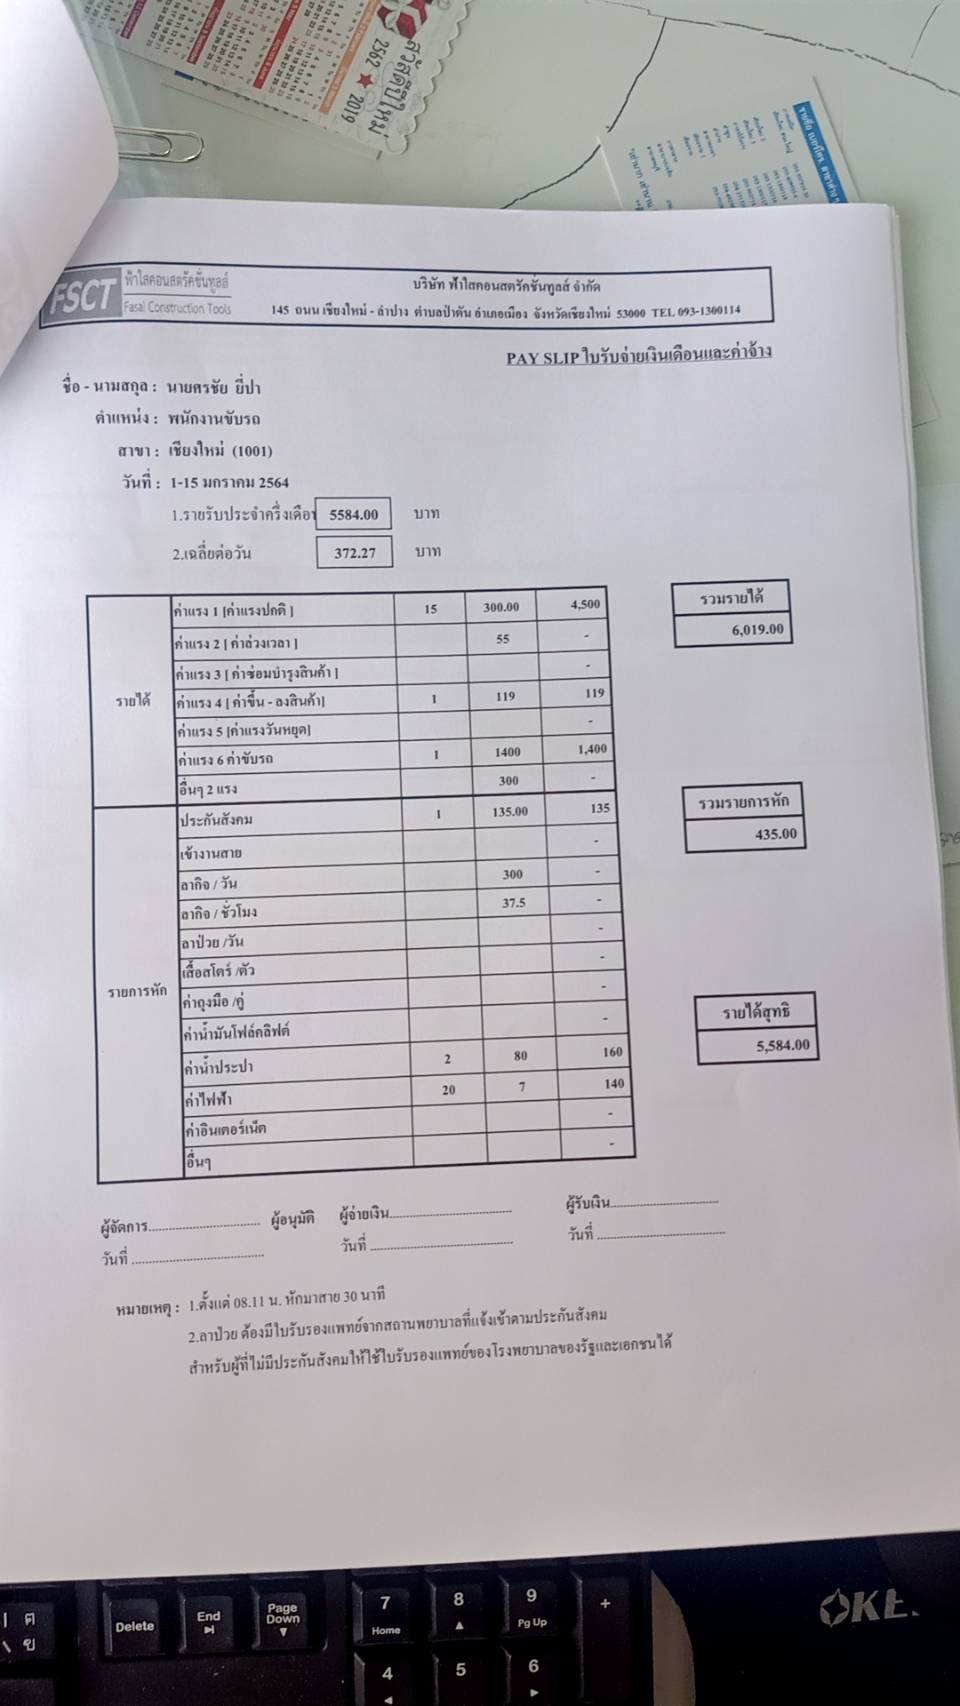 สวัสดีปีใหม่
2562 ★ 2019
FSCT
ฟ้าใสคอนสตรัคชั่นทูลส์
Fasai Construction Tools
บริษัท ฟ้าใสคอนสตรัคชั่นทูลส์ จำกัด
145 ถนน เชียงใหม่ - ลำปาง ตำบลป่าตัน อำเภอเมือง จังหวัดเชียงใหม่ 53000 TEL 093-1300114
PAY SLIP ใบรับจ่ายเงินเดือนและค่าจ้าง
ชื่อ - นามสกุล : นายศรชัย ยี่ปา
ตำแหน่ง : พนักงานขับรถ
สาขา : เชียงใหม่ (1001)
วันที่ : 1-15 มกราคม 2564
1.รายรับประจำครึ่งเดือน 5584.00 บาท
2.เฉลี่ยต่อวัน 372.27 บาท
รายได้
ค่าแรง 1 [ค่าแรงปกติ ] 15 300.00 4,500
ค่าแรง 2 [ ค่าล่วงเวลา ] 55 -
ค่าแรง 3 [ ค่าซ่อมบำรุงสินค้า ] -
ค่าแรง 4 [ ค่าขึ้น - ลงสินค้า] 1 119 119
ค่าแรง 5 [ค่าแรงวันหยุด] -
ค่าแรง 6 ค่าขับรถ 1 1400 1,400
อื่นๆ 2 แรง 300 -
รวมรายได้
6,019.00
รายการหัก
ประกันสังคม 1 135.00 135
เข้างานสาย -
ลากิจ / วัน 300 -
ลากิจ / ชั่วโมง 37.5 -
ลาป่วย /วัน -
เสื้อสโตร์ /ตัว -
ค่าถุงมือ /คู่ -
ค่าน้ำมันโฟล์คลิฟต์ -
ค่าน้ำประปา 2 80 160
ค่าไฟฟ้า 20 7 140
ค่าอินเตอร์เน็ต -
อื่นๆ -
รวมรายการหัก
435.00
รายได้สุทธิ
5,584.00
ผู้จัดการ.......................... ผู้อนุมัติ ผู้จ่ายเงิน.......................... ผู้รับเงิน..........................
วันที่ .......................... วันที่ .......................... วันที่ ..........................
หมายเหตุ : 1.ตั้งแต่ 08.11 น. หักมาสาย 30 นาที
2.ลาป่วย ต้องมีใบรับรองแพทย์จากสถานพยาบาลที่แจ้งเข้าตามประกันสังคม
สำหรับผู้ที่ไม่มีประกันสังคมให้ใช้ใบรับรองแพทย์ของโรงพยาบาลของรัฐและเอกชนได้
ฅ
ข
Delete
End
Page Down
7 Home
8
9 Pg Up
+
4
5
6
OKE